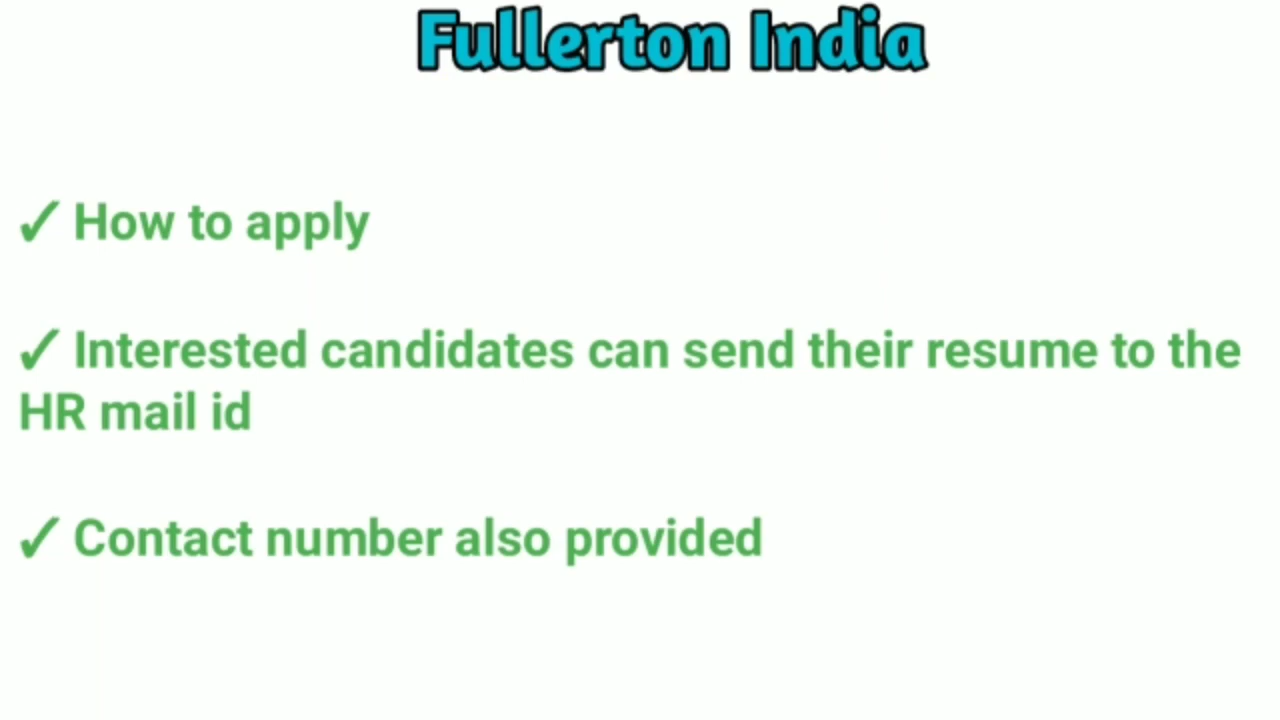 Fullerton India
✓ How to apply
✓ Interested candidates can send their resume to the
HR mail id
✓ Contact number also provided